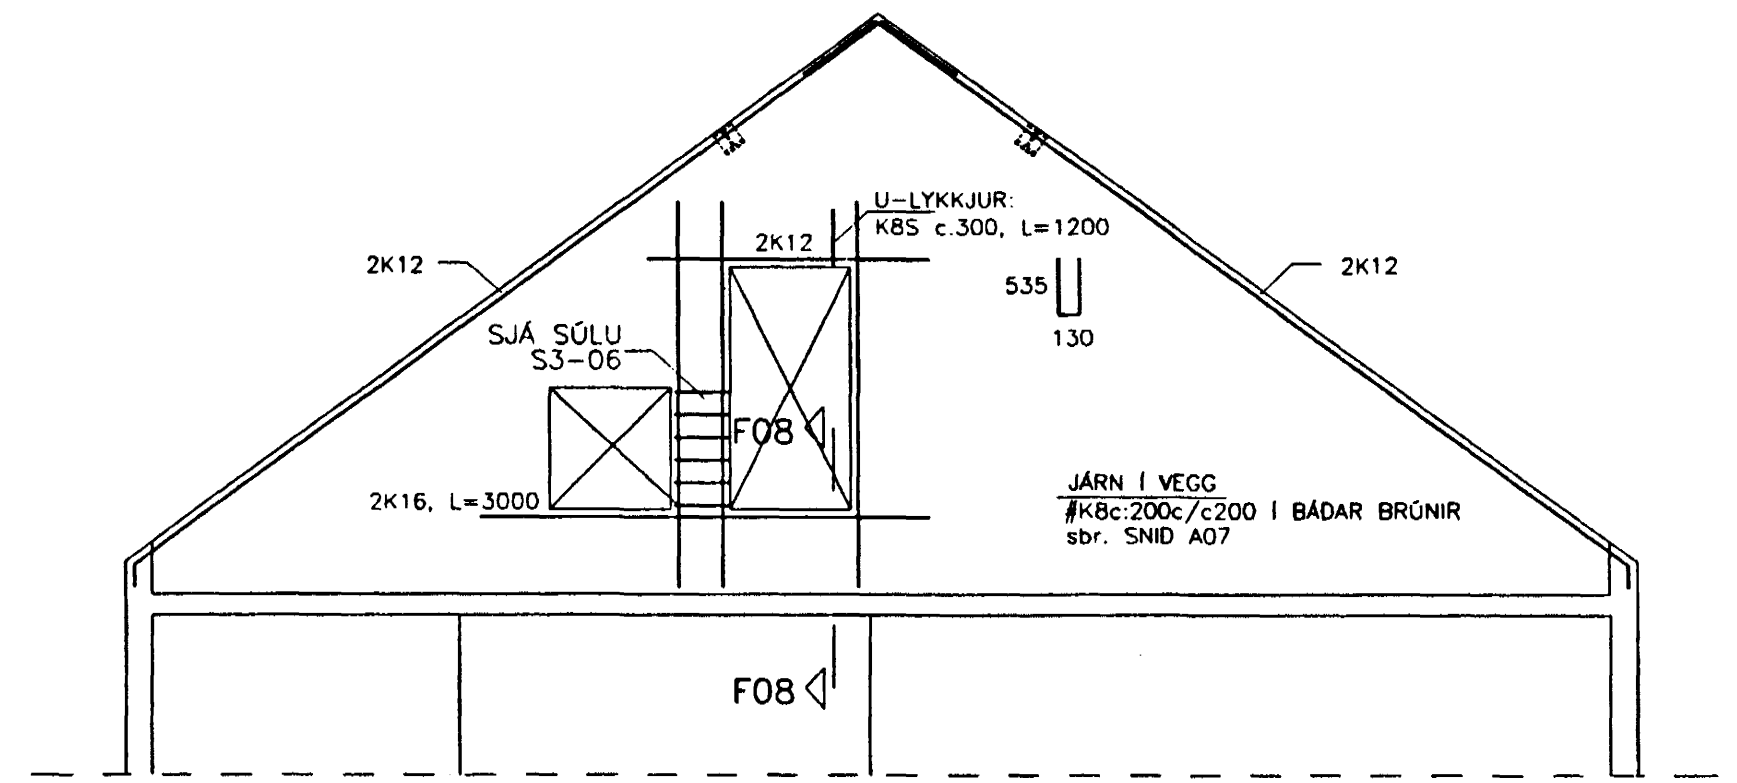 U-LYKKJUR:
K8S c.300, L=1200
2K12
2K12
2K12
535
130
SJÁ SÚLU
S3-06
F08
2K16, L=3000
JÁRN Í VEGG
#K8c:200c/c200 Í BÁÐAR BRÚNIR
sbr. SNIÐ A07
F08